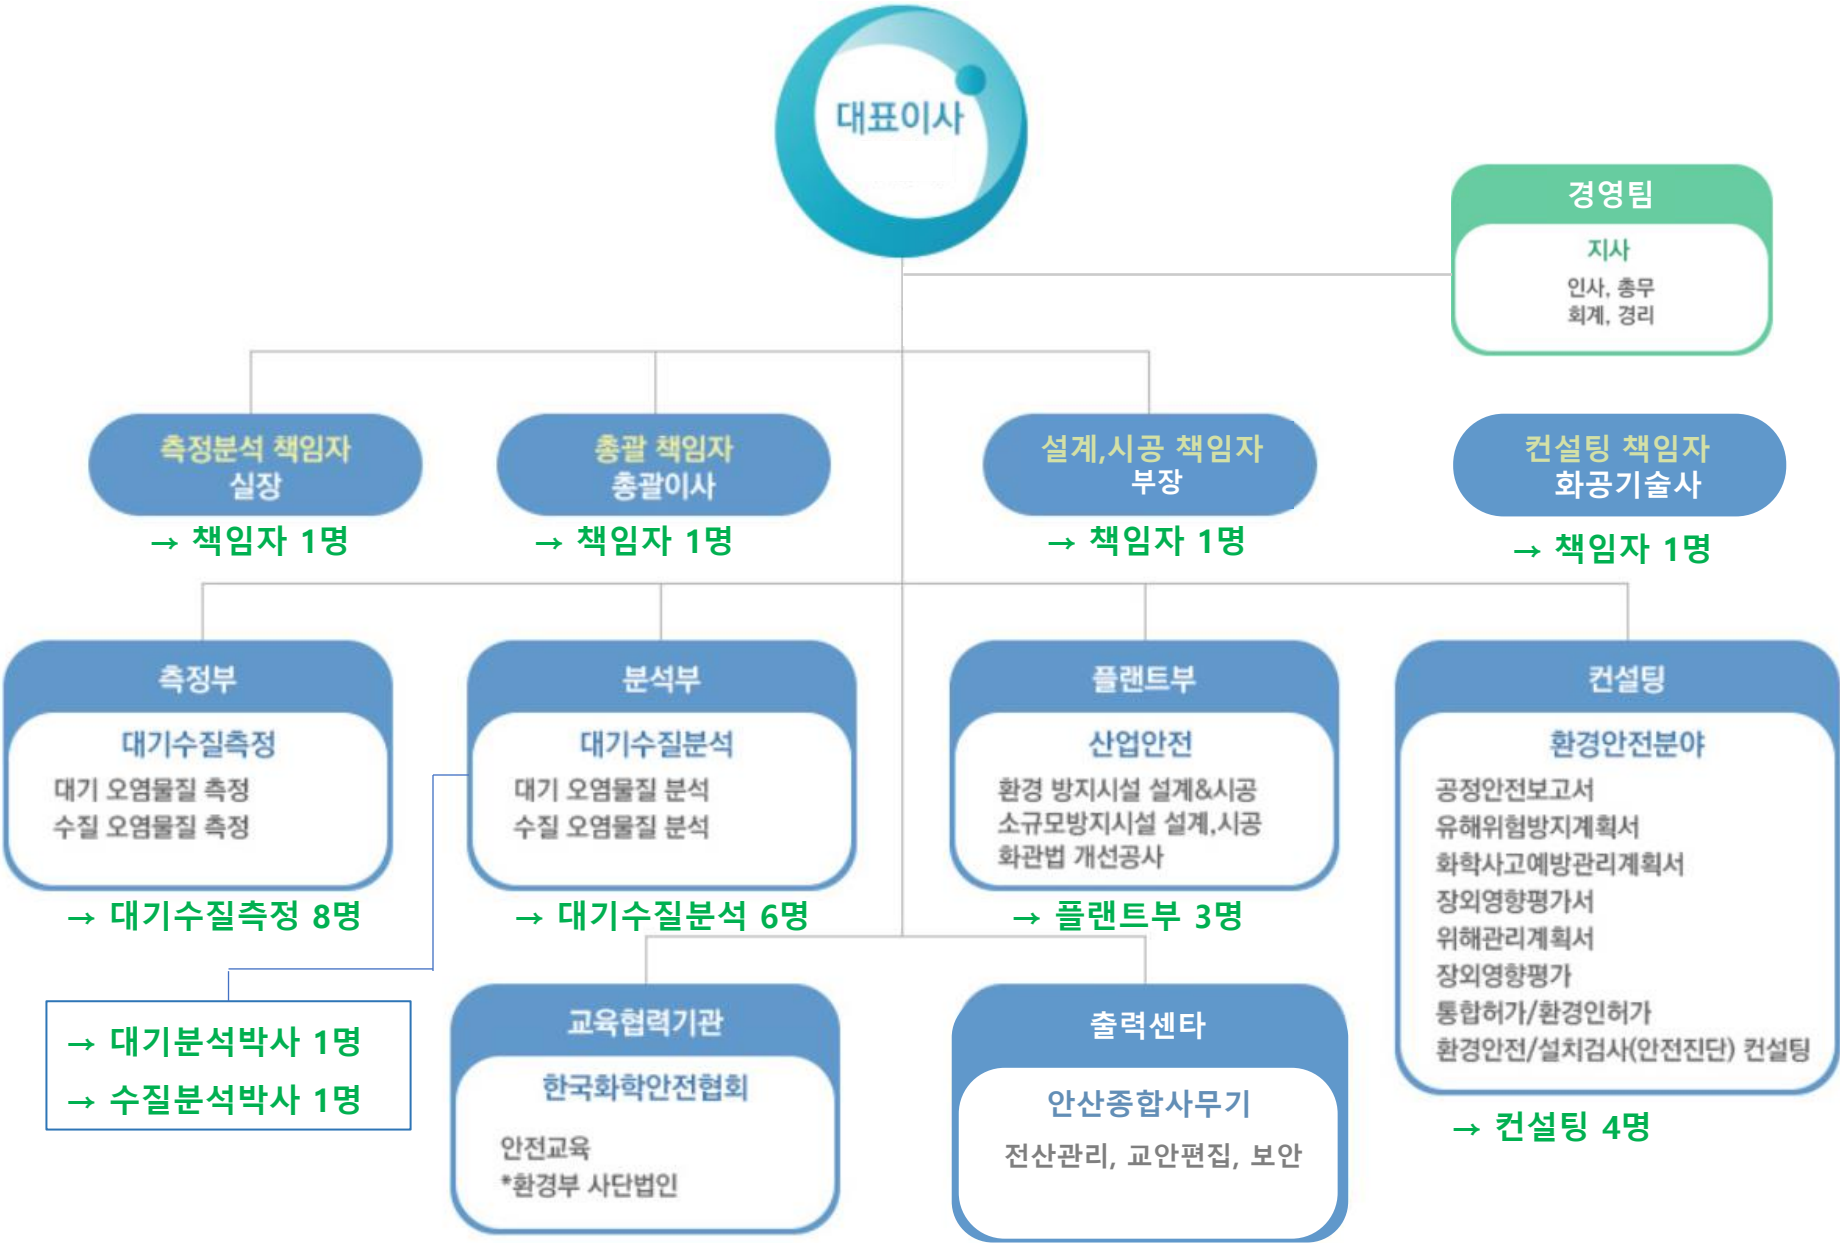 대표이사
경영팀
지사
인사, 총무
회계, 경리
측정분석 책임자
실장
→ 책임자 1명
총괄 책임자
총괄이사
→ 책임자 1명
설계,시공 책임자
부장
→ 책임자 1명
컨설팅 책임자
화공기술사
→ 책임자 1명
측정부
대기수질측정
대기 오염물질 측정
수질 오염물질 측정
→ 대기수질측정 8명
분석부
대기수질분석
대기 오염물질 분석
수질 오염물질 분석
→ 대기수질분석 6명
→ 대기분석박사 1명
→ 수질분석박사 1명
플랜트부
산업안전
환경 방지시설 설계&시공
소규모방지시설 설계,시공
화관법 개선공사
→ 플랜트부 3명
컨설팅
환경안전분야
공정안전보고서
유해위험방지계획서
화학사고예방관리계획서
장외영향평가서
위해관리계획서
장외영향평가
통합허가/환경인허가
환경안전/설치검사(안전진단) 컨설팅
→ 컨설팅 4명
교육협력기관
한국화학안전협회
안전교육
*환경부 사단법인
출력센타
안산종합사무기
전산관리, 교안편집, 보안